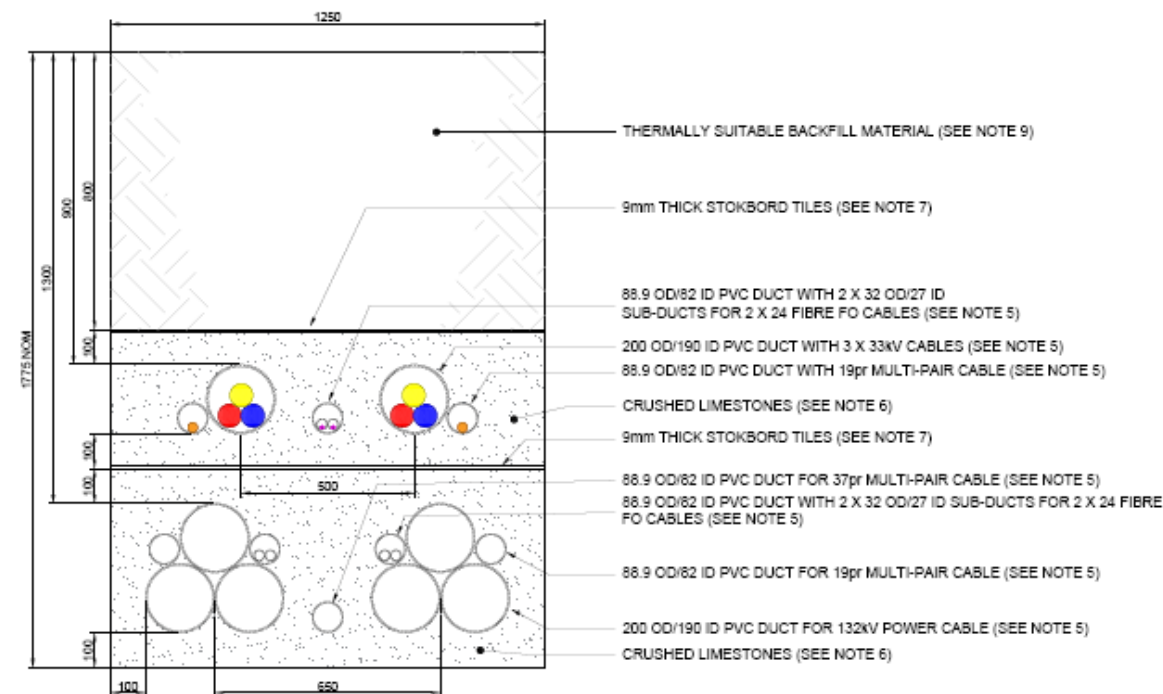 1250
THERMALLY SUITABLE BACKFILL MATERIAL (SEE NOTE 9)
800
900
9mm THICK STOKBORD TILES (SEE NOTE 7)
1300
88.9 OD/82 ID PVC DUCT WITH 2 X 32 OD/27 ID
SUB-DUCTS FOR 2 X 24 FIBRE FO CABLES (SEE NOTE 5)
1775 NOM
100
200 OD/190 ID PVC DUCT WITH 3 X 33kV CABLES (SEE NOTE 5)
88.9 OD/82 ID PVC DUCT WITH 19pr MULTI-PAIR CABLE (SEE NOTE 5)
CRUSHED LIMESTONES (SEE NOTE 6)
100
9mm THICK STOKBORD TILES (SEE NOTE 7)
100
500
88.9 OD/82 ID PVC DUCT FOR 37pr MULTI-PAIR CABLE (SEE NOTE 5)
88.9 OD/82 ID PVC DUCT WITH 2 X 32 OD/27 ID SUB-DUCTS FOR 2 X 24 FIBRE
FO CABLES (SEE NOTE 5)
88.9 OD/82 ID PVC DUCT FOR 19pr MULTI-PAIR CABLE (SEE NOTE 5)
200 OD/190 ID PVC DUCT FOR 132kV POWER CABLE (SEE NOTE 5)
100
CRUSHED LIMESTONES (SEE NOTE 6)
100
650